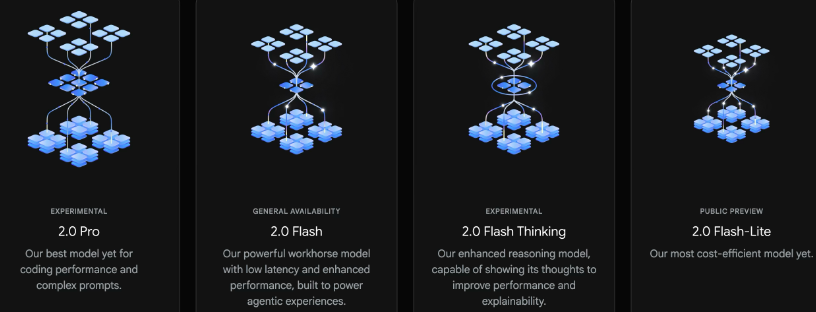 EXPERIMENTAL
2.0 Pro
Our best model yet for
coding performance and
complex prompts.
GENERAL AVAILABILITY
2.0 Flash
Our powerful workhorse model
with low latency and enhanced
performance, built to power
agentic experiences.
EXPERIMENTAL
2.0 Flash Thinking
Our enhanced reasoning model,
capable of showing its thoughts to
improve performance and
explainability.
PUBLIC PREVIEW
2.0 Flash-Lite
Our most cost-efficient model yet.